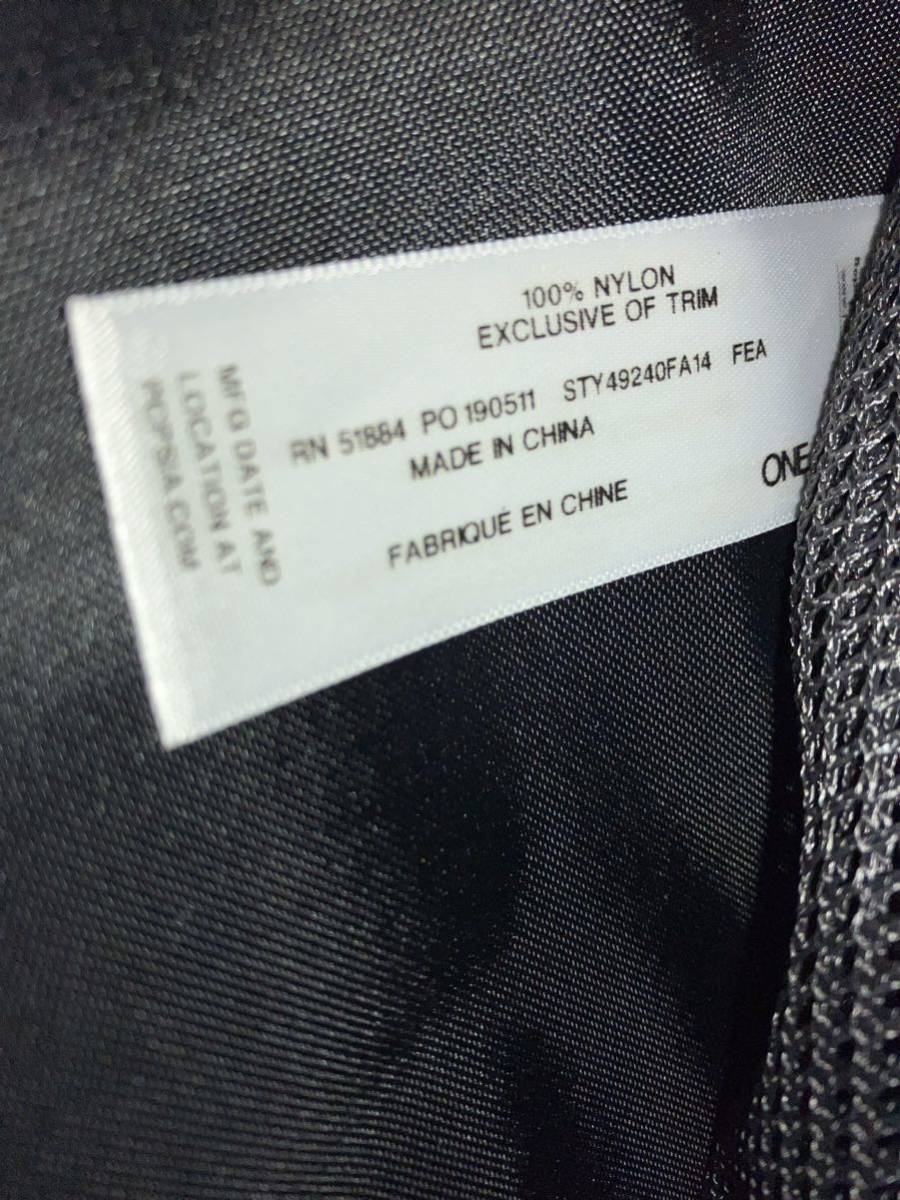 100% NYLON
EXCLUSIVE OF TRIM
RN 51884 PO 190511 STY49240FA14 FEA
MADE IN CHINA
FABRIQUÉ EN CHINE
ONE
MFG DATE AND
LOCATION AT
POPSIA.COM